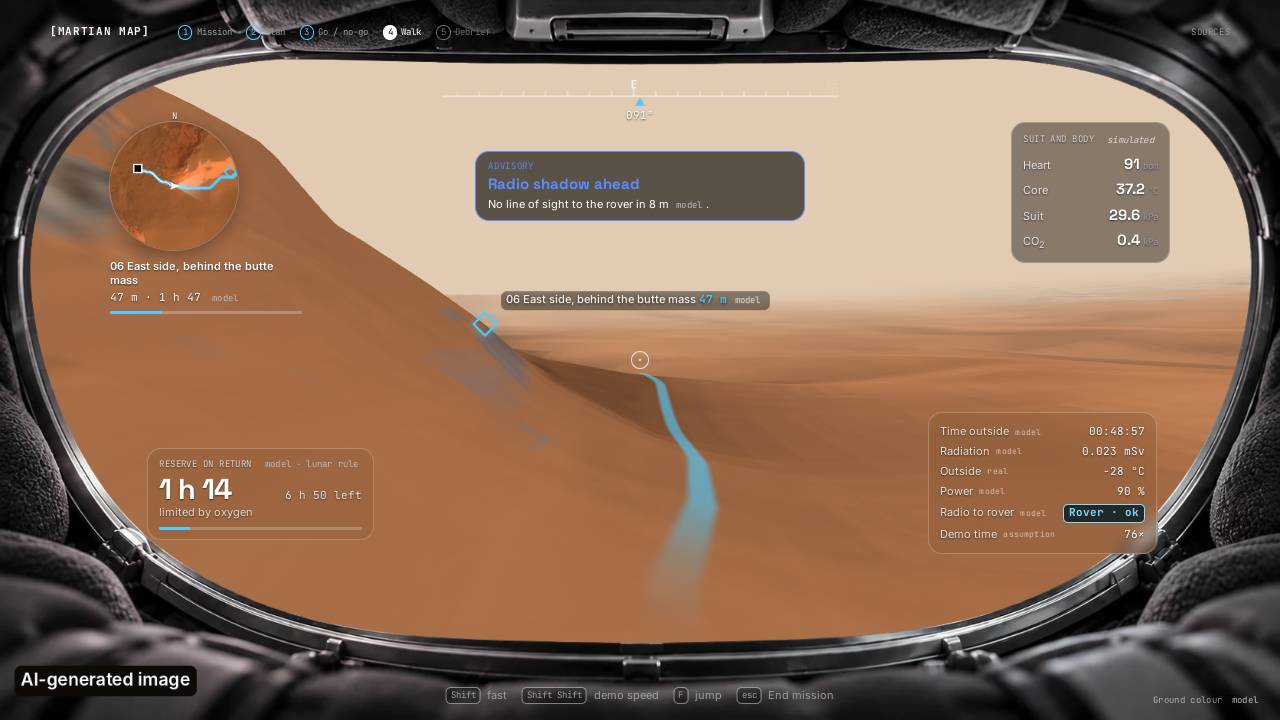 [MARTIAN MAP]
1 Mission
2 Plan
3 Go / no-go
4 Walk
5 Debrief
SOURCES
E
091°
N
ADVISORY
Radio shadow ahead
No line of sight to the rover in 8 m model .
SUIT AND BODY simulated
Heart 91 bpm
Core 37.2 °C
Suit 29.6 kPa
CO2 0.4 kPa
06 East side, behind the butte
mass
47 m · 1 h 47 model
06 East side, behind the butte mass 47 m model
RESERVE ON RETURN model · lunar rule
1 h 14 6 h 50 left
limited by oxygen
Time outside model 00:48:57
Radiation model 0.023 mSv
Outside real -28 °C
Power model 90 %
Radio to rover model Rover · ok
Demo time assumption 76×
AI-generated image
Shift fast Shift Shift demo speed F jump esc End mission
Ground colour model